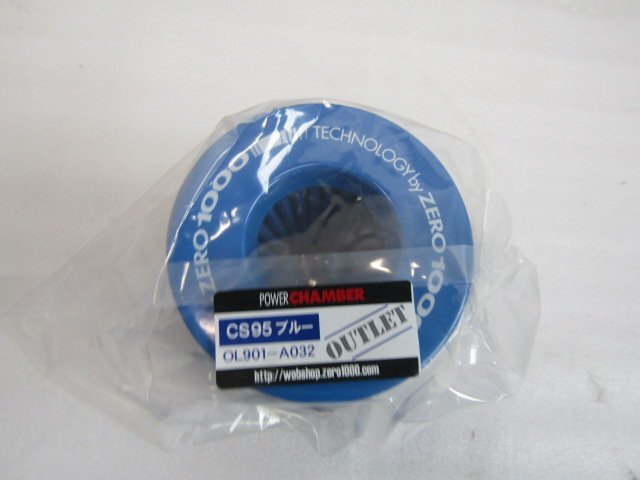 ZERO1000
TECHNOLOGY by ZERO1000
POWER CHAMBER
CS95 ブルー
OL901-A032
OUTLET
http://webshop.zero1000.com